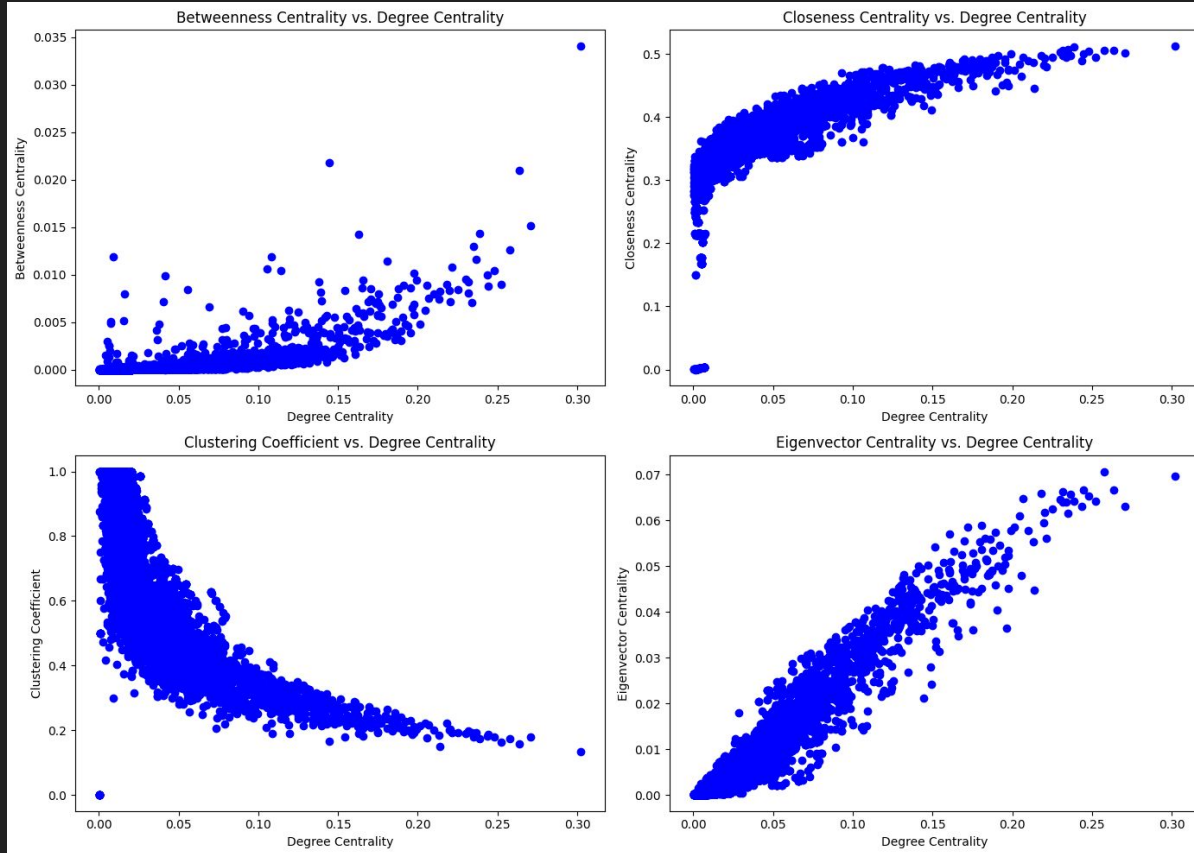 Betweenness Centrality vs. Degree Centrality
Betweenness Centrality
0.035
0.030
0.025
0.020
0.015
0.010
0.005
0.000
0.00 0.05 0.10 0.15 0.20 0.25 0.30
Degree Centrality
Closeness Centrality vs. Degree Centrality
Closeness Centrality
0.5
0.4
0.3
0.2
0.1
0.0
0.00 0.05 0.10 0.15 0.20 0.25 0.30
Degree Centrality
Clustering Coefficient vs. Degree Centrality
Clustering Coefficient
1.0
0.8
0.6
0.4
0.2
0.0
0.00 0.05 0.10 0.15 0.20 0.25 0.30
Degree Centrality
Eigenvector Centrality vs. Degree Centrality
Eigenvector Centrality
0.07
0.06
0.05
0.04
0.03
0.02
0.01
0.00
0.00 0.05 0.10 0.15 0.20 0.25 0.30
Degree Centrality